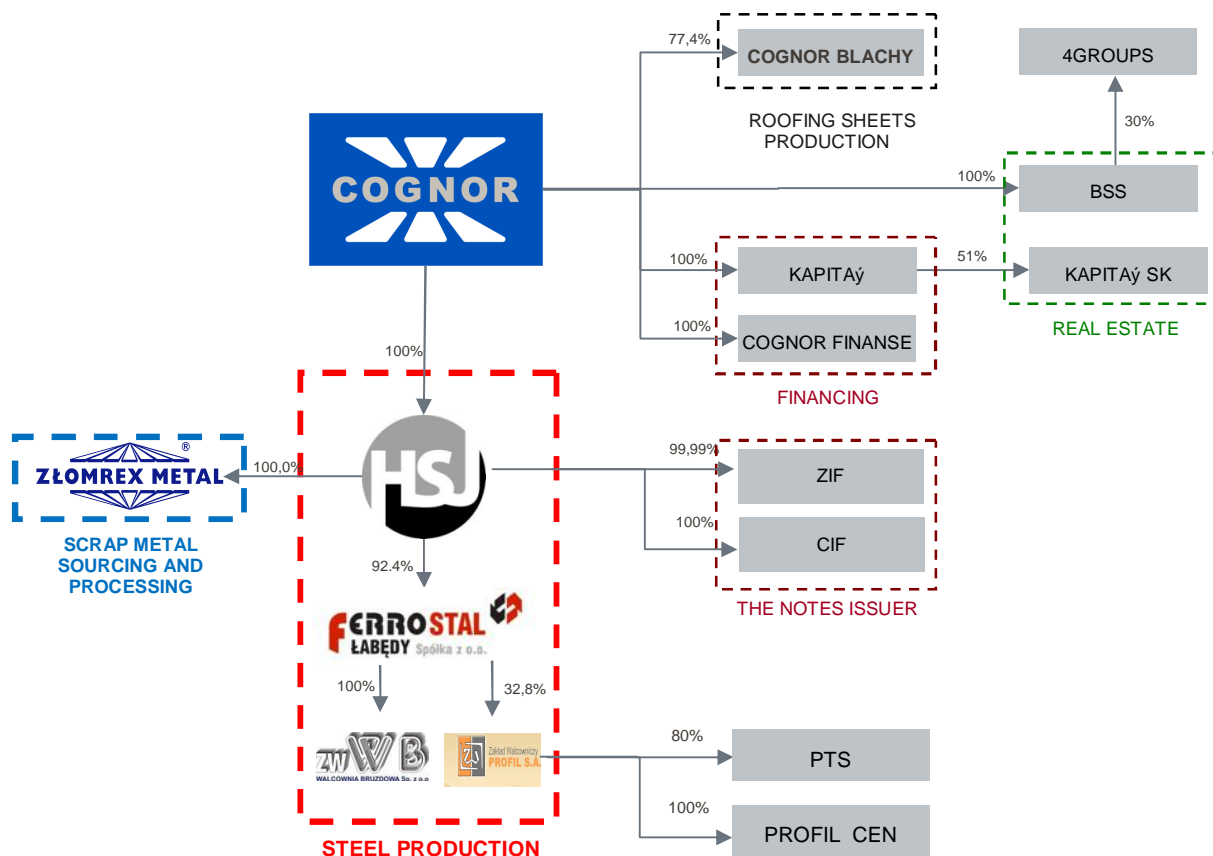 77,4%
COGNOR BLACHY
4GROUPS
ROOFING SHEETS
PRODUCTION
30%
COGNOR
100%
BSS
100%
KAPITAý
51%
KAPITAý SK
100%
COGNOR FINANSE
REAL ESTATE
100%
FINANCING
®
ZŁOMREX METAL
100,0%
HSJ
99,99%
ZIF
100%
CIF
SCRAP METAL
SOURCING AND
PROCESSING
92.4%
THE NOTES ISSUER
FERROSTAL
ŁABĘDY Spółka z o.o.
100%
32,8%
ZW WB
WALCOWNIA BRUZDOWA Sp. z o.o
Zakład Walcowniczy
PROFIL S.A.
80%
PTS
100%
PROFIL CEN
STEEL PRODUCTION